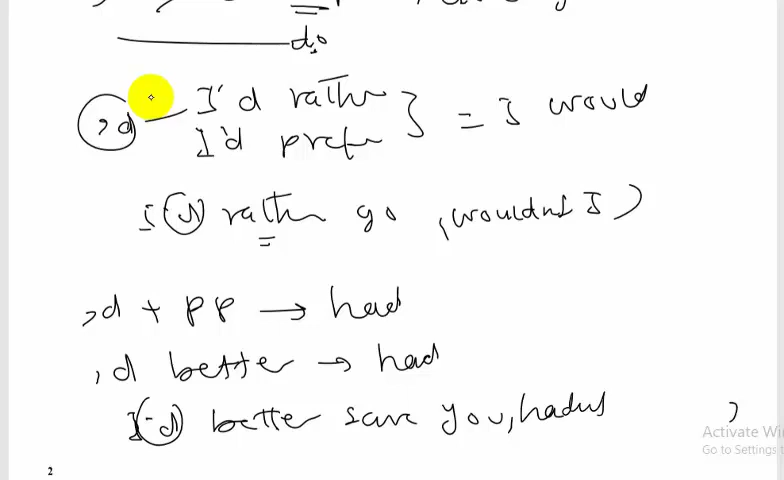 do
'd I'd rather
I'd prefer } = I would
I'd rather go , wouldn't I )
'd + PP → had
'd better → had
I'd better save you, hadn't )
Activate Wi
Go to Settings t
2